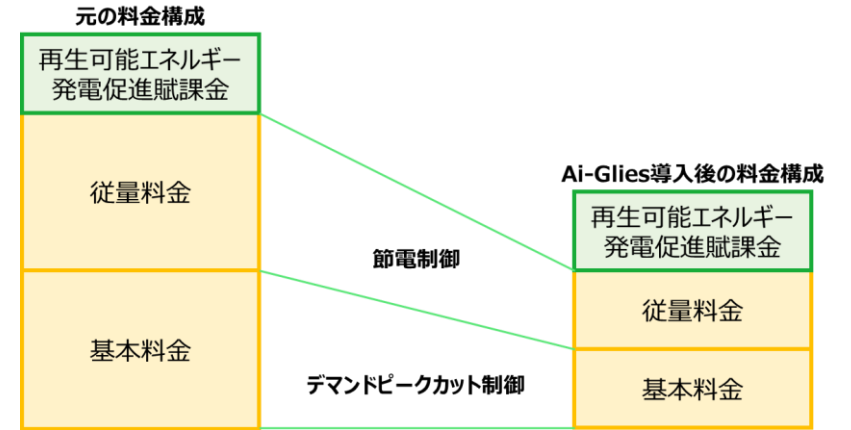 元の料金構成
再生可能エネルギー
発電促進賦課金
従量料金
基本料金
節電制御
デマンドピークカット制御
Ai-Glies導入後の料金構成
再生可能エネルギー
発電促進賦課金
従量料金
基本料金